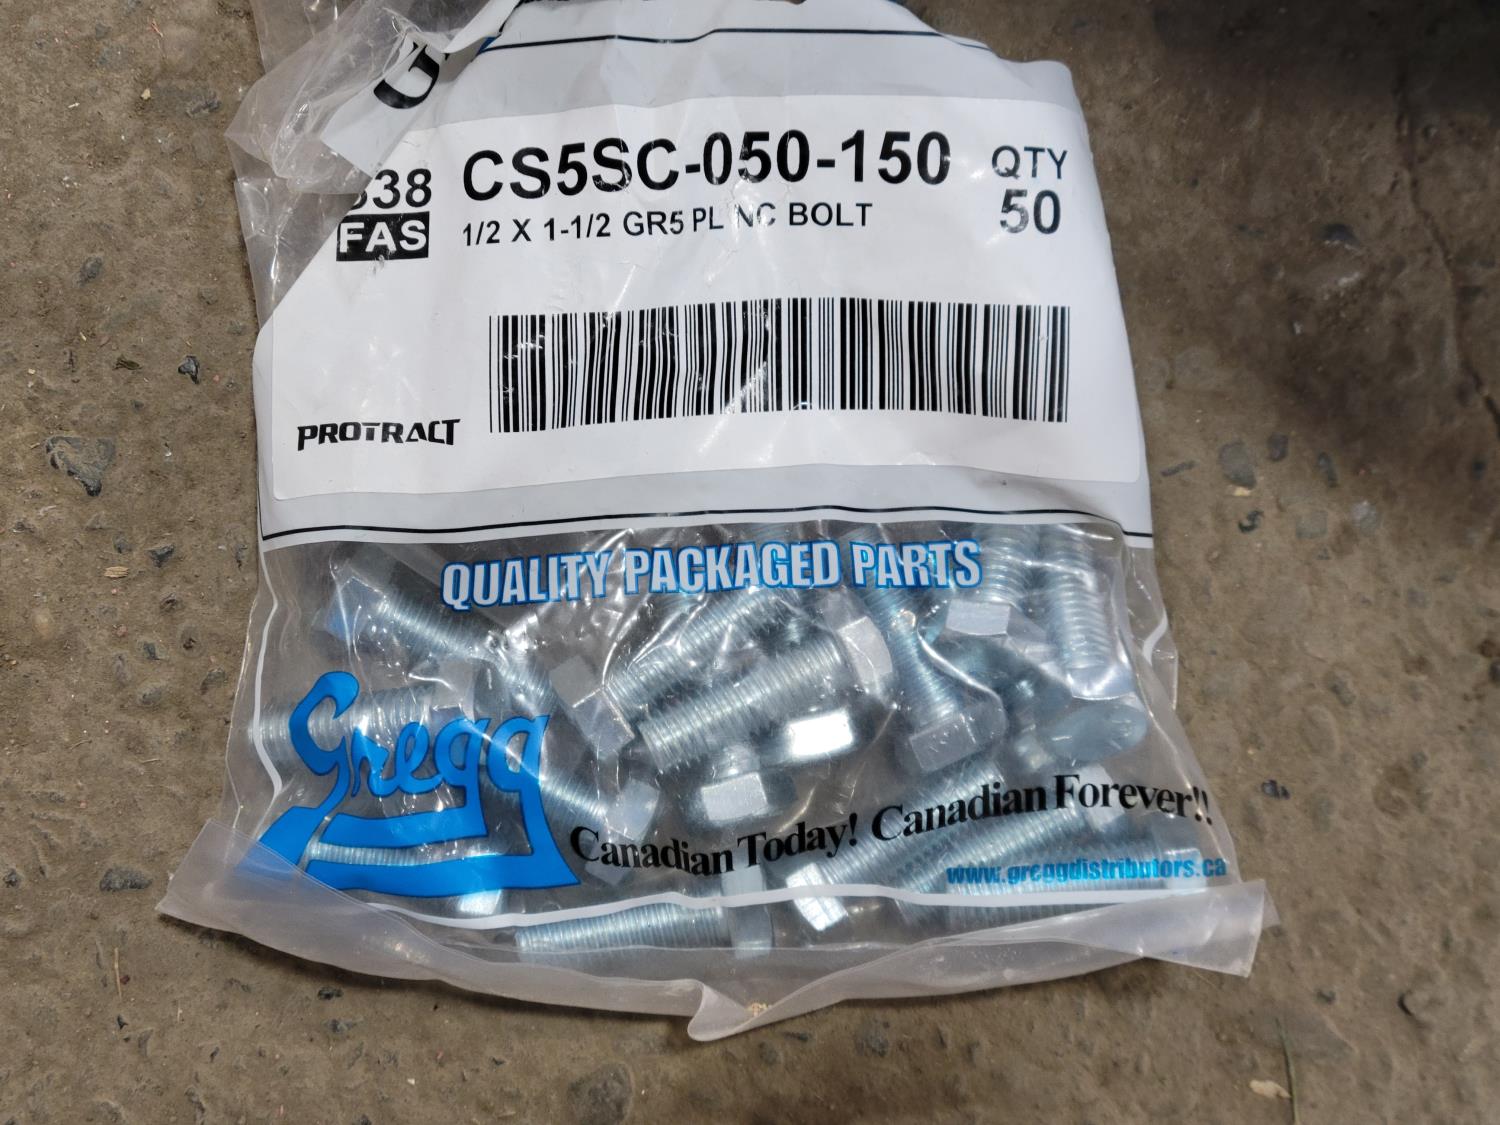 CS5SC-050-150 QTY
38
1/2 X 1-1/2 GR5 PL NC BOLT 50
FAS
PROTRACT
QUALITY PACKAGED PARTS
Gregg
Canadian Today! Canadian Forever!!
www.greggdistributors.ca